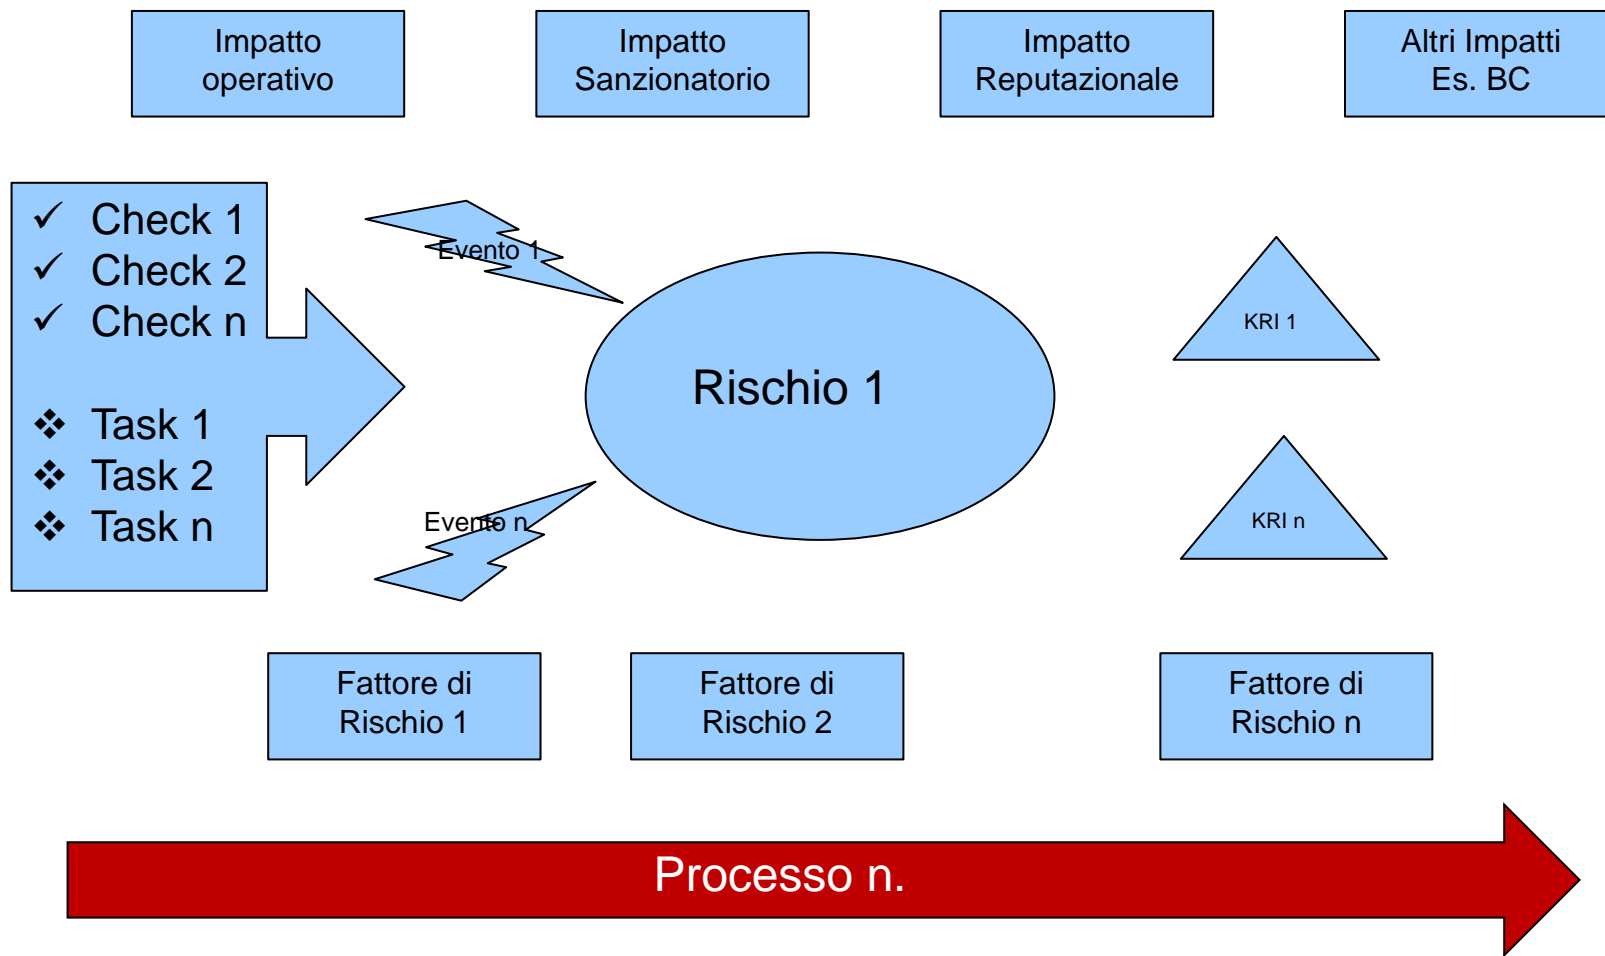 Impatto
operativo
Impatto
Sanzionatorio
Impatto
Reputazionale
Altri Impatti
Es. BC
✓ Check 1
✓ Check 2
✓ Check n
❖ Task 1
❖ Task 2
❖ Task n
Evento 1
Evento n
Rischio 1
KRI 1
KRI n
Fattore di
Rischio 1
Fattore di
Rischio 2
Fattore di
Rischio n
Processo n.